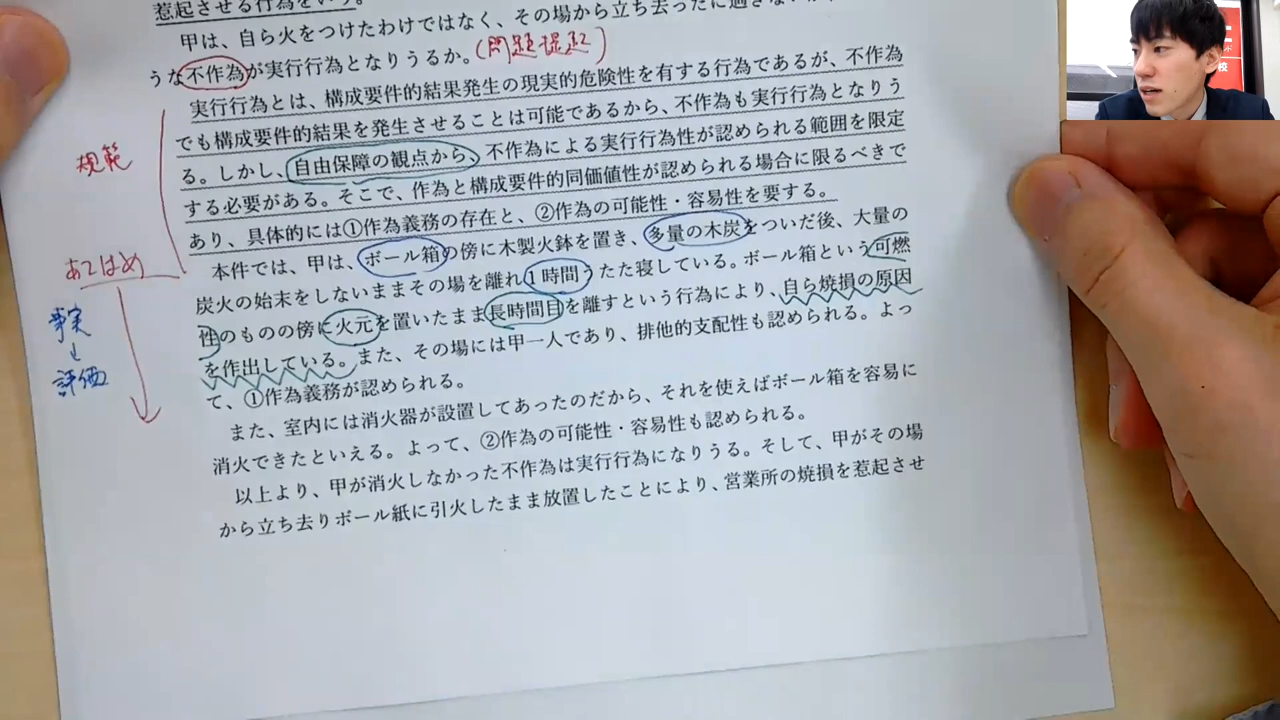 惹起させる行為をいう。
甲は、自ら火をつけたわけではなく、その場から立ち去ったに過ぎない
うな不作為が実行行為となりうるか。(問題提起)
実行行為とは、構成要件的結果発生の現実的危険性を有する行為であるが、不作為
でも構成要件的結果を発生させることは可能であるから、不作為も実行行為となりう
る。しかし、自由保障の観点から、不作為による実行行為性が認められる範囲を限定
する必要がある。そこで、作為と構成要件的同価値性が認められる場合に限るべきで
あり、具体的には①作為義務の存在と、②作為の可能性・容易性を要する。
本件では、甲は、ボール箱の傍に木製火鉢を置き、多量の木炭をついだ後、大量の
炭火の始末をしないままその場を離れ1時間うたた寝している。ボール箱という可燃
性のものの傍に火元を置いたまま長時間目を離すという行為により、自ら焼損の原因
を作出している。また、その場には甲一人であり、排他的支配性も認められる。よっ
て、①作為義務が認められる。
また、室内には消火器が設置してあったのだから、それを使えばボール箱を容易に
消火できたといえる。よって、②作為の可能性・容易性も認められる。
以上より、甲が消火しなかった不作為は実行行為になりうる。そして、甲がその場
から立ち去りボール紙に引火したまま放置したことにより、営業所の焼損を惹起させ
規範
あてはめ
事実
評価
校